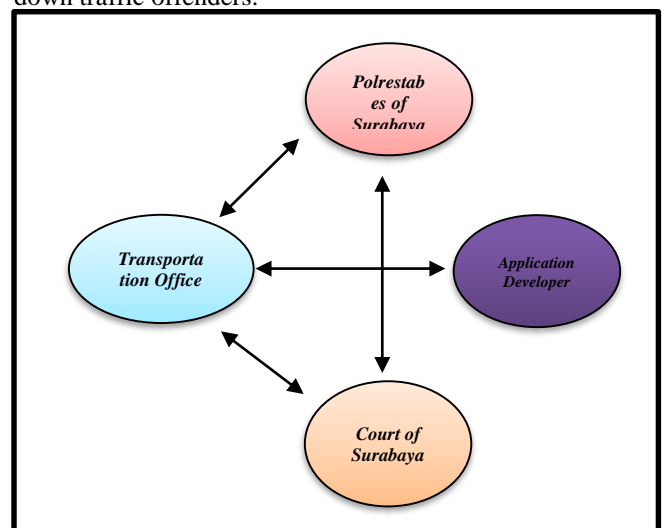 down traffic offenders.
Polrestab
es of
Surabaya
Transporta
tion Office
Application
Developer
Court of
Surabaya